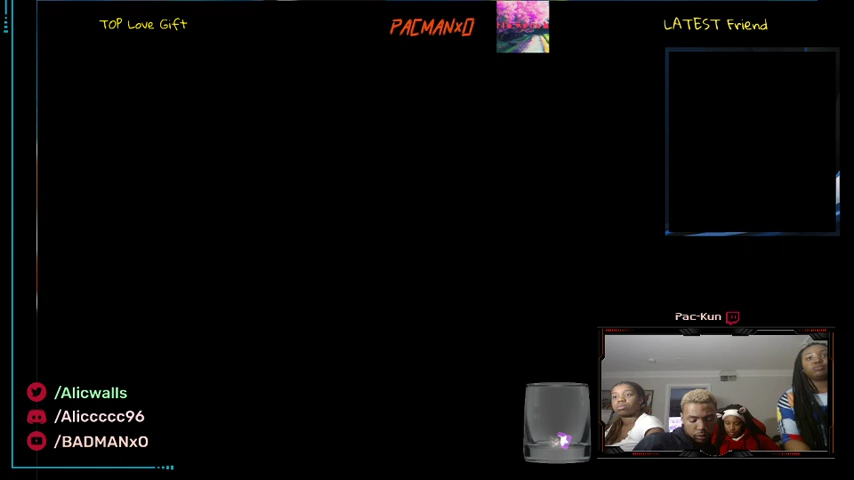 TOP Love Gift
PACMANxO
LATEST Friend
Pac-Kun
/Alicwalls
/Aliccccc96
/BADMANxO